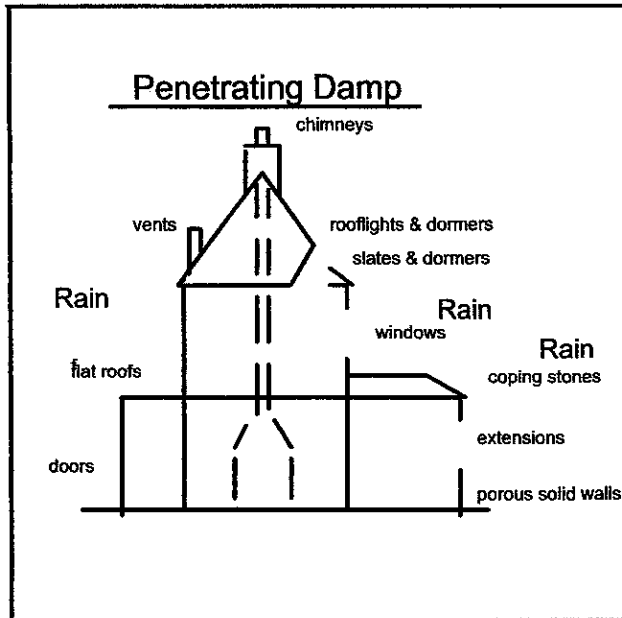 Penetrating Damp
chimneys
vents
rooflights & dormers
slates & dormers
Rain
Rain
windows
Rain
flat roofs
coping stones
extensions
doors
porous solid walls